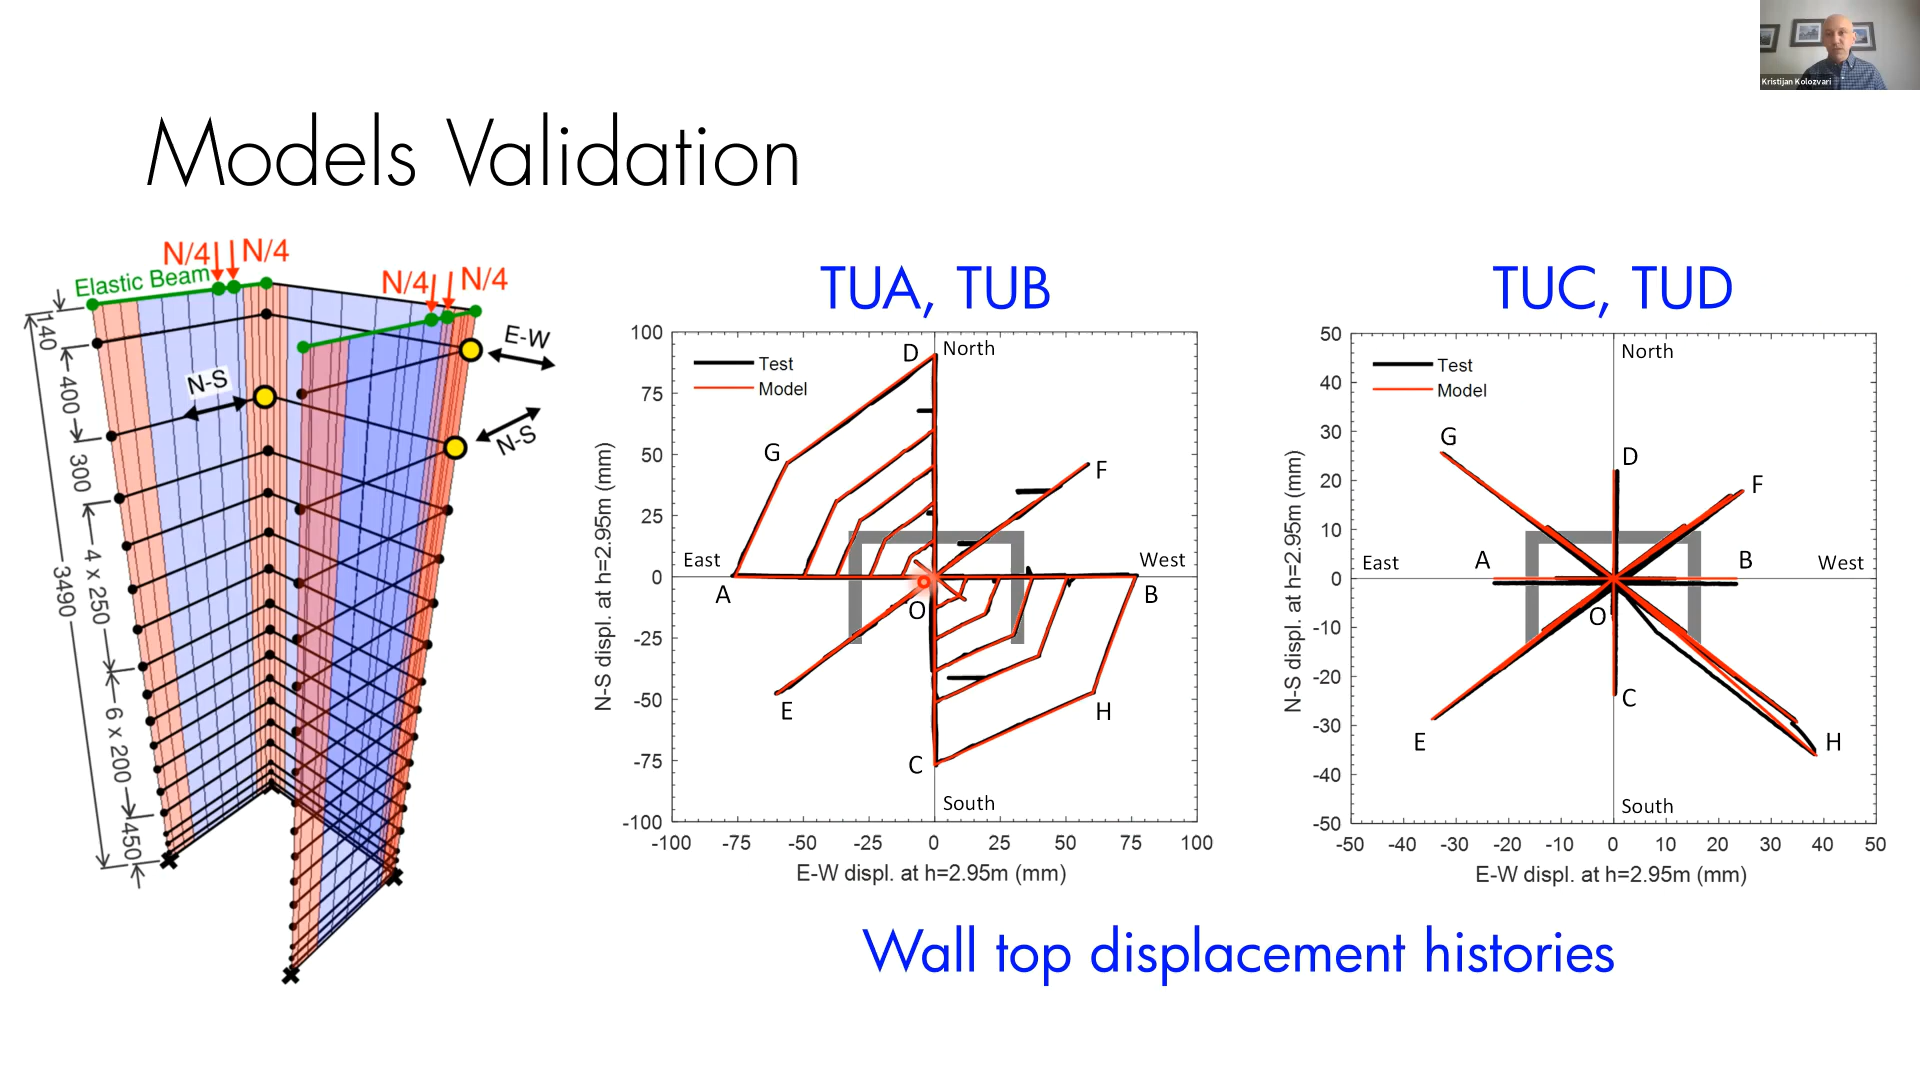 Kristijan Kolozvari
Models Validation
N/4 N/4
Elastic Beam
N/4 N/4
E-W
N-S
N-S
140
400
300
4 x 250
3490
6 x 200
450
TUA, TUB
100
75
50
25
0
-25
-50
-75
-100
-100 -75 -50 -25 0 25 50 75 100
N-S displ. at h=2.95m (mm)
E-W displ. at h=2.95m (mm)
Test
Model
North
East
West
South
D
G
F
A
B
O
E
H
C
TUC, TUD
50
40
30
20
10
0
-10
-20
-30
-40
-50
-50 -40 -30 -20 -10 0 10 20 30 40 50
N-S displ. at h=2.95m (mm)
E-W displ. at h=2.95m (mm)
Test
Model
North
East
West
South
G
D
F
A
B
O
C
E
H
Wall top displacement histories